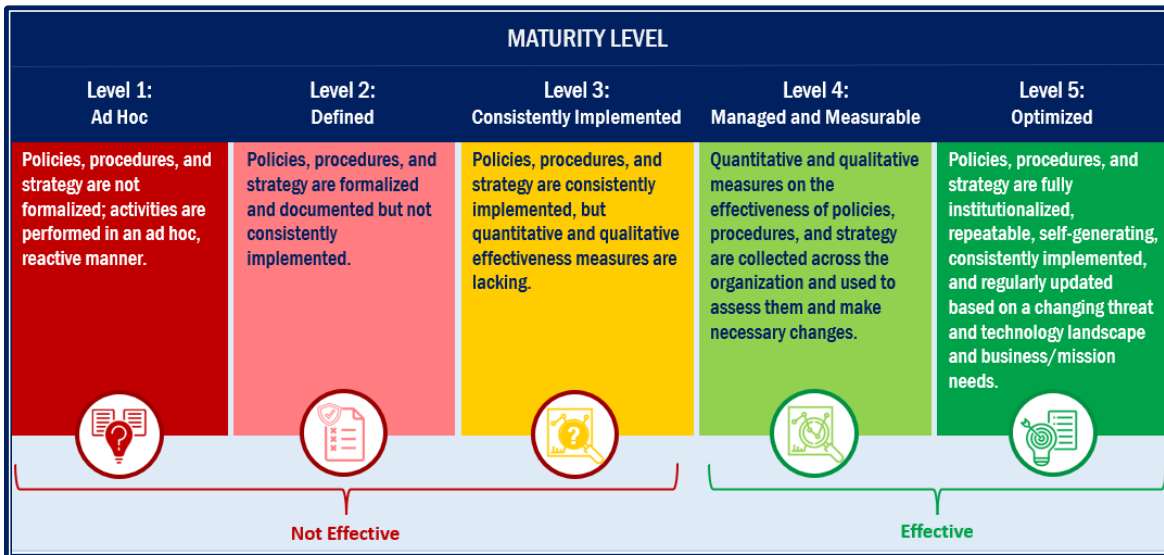 MATURITY LEVEL
Level 1:
Ad Hoc
Policies, procedures, and
strategy are not
formalized; activities are
performed in an ad hoc,
reactive manner.
Level 2:
Defined
Policies, procedures, and
strategy are formalized
and documented but not
consistently
implemented.
Level 3:
Consistently Implemented
Policies, procedures, and
strategy are consistently
implemented, but
quantitative and qualitative
effectiveness measures are
lacking.
Level 4:
Managed and Measurable
Quantitative and qualitative
measures on the
effectiveness of policies,
procedures, and strategy
are collected across the
organization and used to
assess them and make
necessary changes.
Level 5:
Optimized
Policies, procedures, and
strategy are fully
institutionalized,
repeatable, self-generating,
consistently implemented,
and regularly updated
based on a changing threat
and technology landscape
and business/mission
needs.
Not Effective
Effective